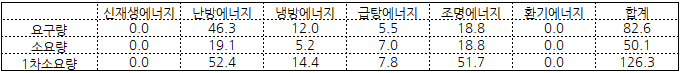 신재생에너지 난방에너지 냉방에너지 급탕에너지 조명에너지 환기에너지 합계
요구량 0.0 46.3 12.0 5.5 18.8 0.0 82.6
소요량 0.0 19.1 5.2 7.0 18.8 0.0 50.1
1차소요량 0.0 52.4 14.4 7.8 51.7 0.0 126.3